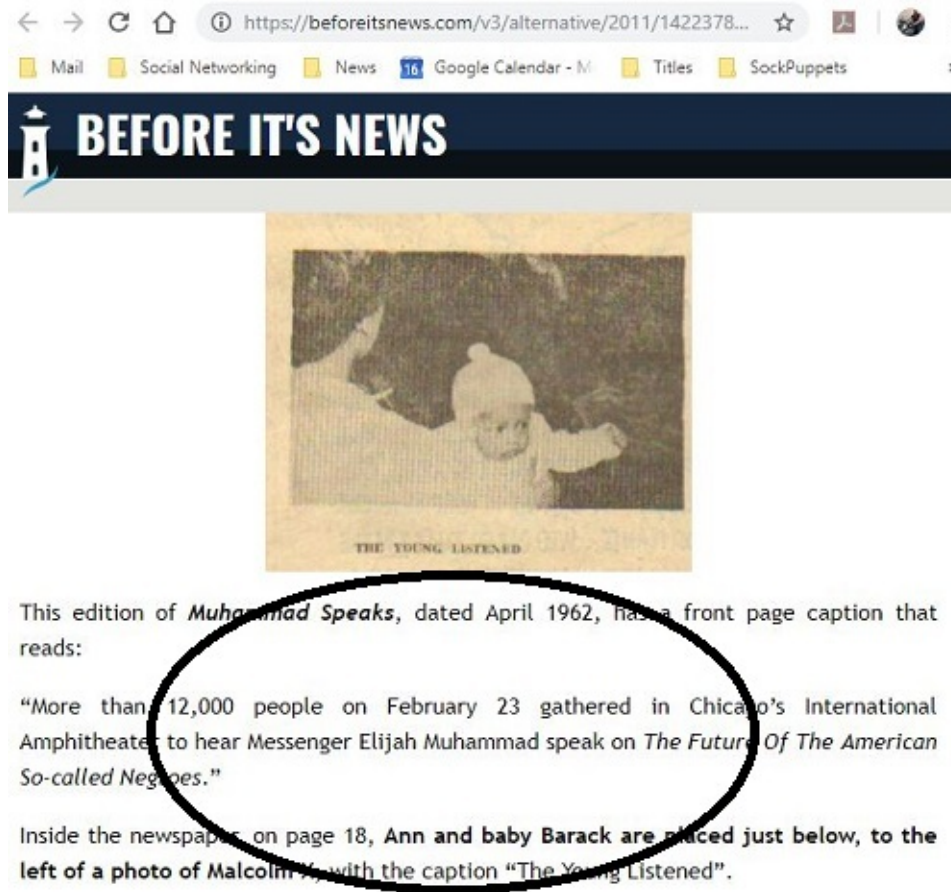 https://beforeitsnews.com/v3/alternative/2011/1422378...
Mail Social Networking News 16 Google Calendar - M Titles SockPuppets
BEFORE IT'S NEWS
THE YOUNG LISTENED
This edition of Muhammad Speaks, dated April 1962, has a front page caption that
reads:
“More than 12,000 people on February 23 gathered in Chicago’s International
Amphitheater to hear Messenger Elijah Muhammad speak on The Future Of The American
So-called Negroes.”
Inside the newspaper, on page 18, Ann and baby Barack are placed just below, to the
left of a photo of Malcolm X, with the caption “The Young Listened”.